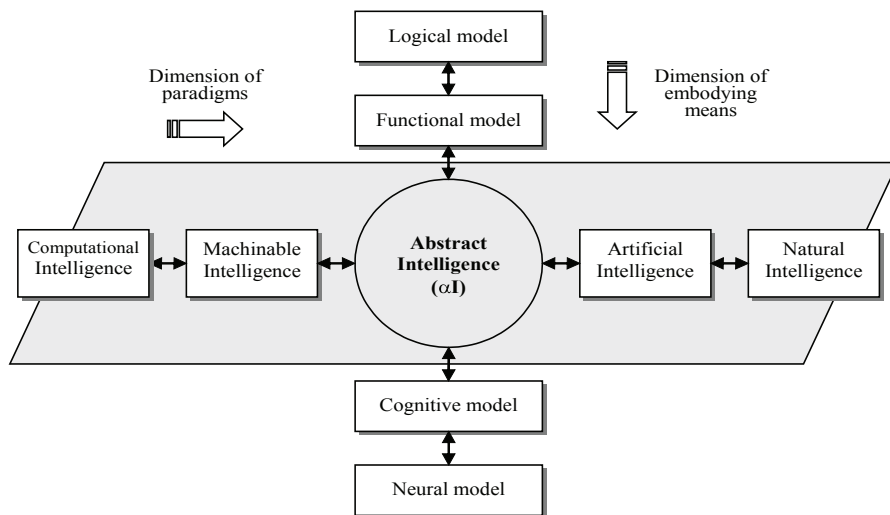 Logical model
Dimension of
paradigms
Dimension of
embodying
means
Functional model
Computational
Intelligence
Machinable
Intelligence
Abstract
Intelligence
(αI)
Artificial
Intelligence
Natural
Intelligence
Cognitive model
Neural model